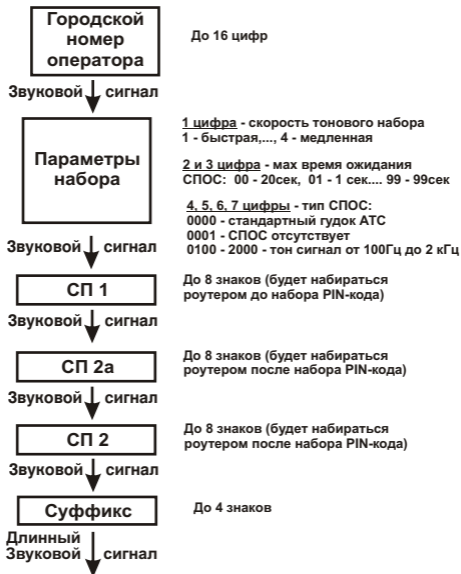 Городской
номер
оператора
До 16 цифр
Звуковой сигнал
Параметры
набора
1 цифра - скорость тонового набора
1 - быстрая,..., 4 - медленная
2 и 3 цифра - мах время ожидания
СПОС: 00 - 20сек, 01 - 1 сек.... 99 - 99сек
4, 5, 6, 7 цифры - тип СПОС:
0000 - стандартный гудок АТС
0001 - СПОС отсутствует
0100 - 2000 - тон сигнал от 100Гц до 2 кГц
Звуковой сигнал
СП 1
До 8 знаков (будет набираться
роутером до набора PIN-кода)
Звуковой сигнал
СП 2а
До 8 знаков (будет набираться
роутером после набора PIN-кода)
Звуковой сигнал
СП 2
До 8 знаков (будет набираться
роутером после набора PIN-кода)
Звуковой сигнал
Суффикс
До 4 знаков
Длинный
Звуковой сигнал